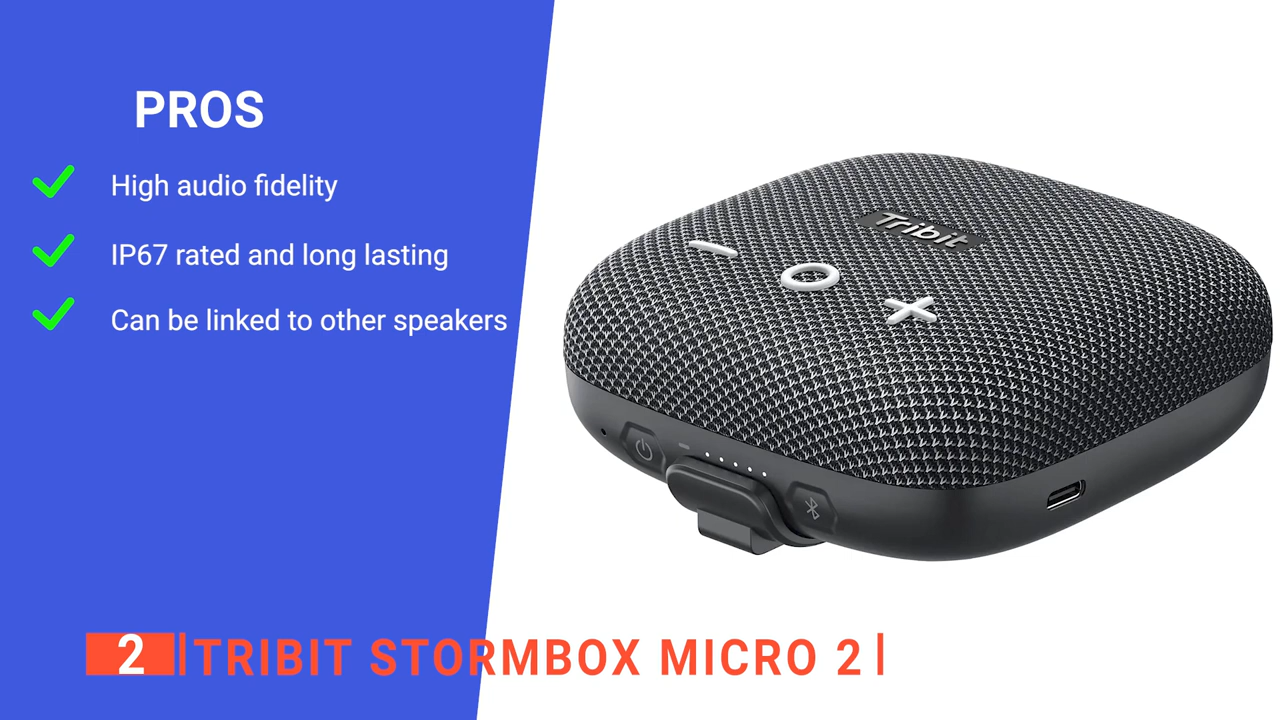 PROS
High audio fidelity
IP67 rated and long lasting
Can be linked to other speakers
Tribit
2
TRIBIT STORMBOX MICRO 2